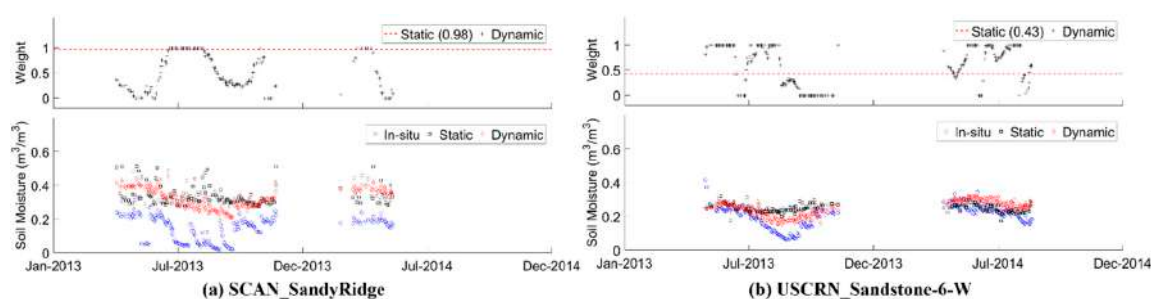 Static (0.98) Dynamic
Weight
1
0.5
0
In-situ Static Dynamic
Soil Moisture (m³/m³)
0.6
0.4
0.2
0
Jan-2013 Jul-2013 Dec-2013 Jul-2014 Dec-2014
(a) SCAN_SandyRidge
Static (0.43) Dynamic
Weight
1
0.5
0
In-situ Static Dynamic
Soil Moisture (m³/m³)
0.6
0.4
0.2
0
Jan-2013 Jul-2013 Dec-2013 Jul-2014 Dec-2014
(b) USCRN_Sandstone-6-W